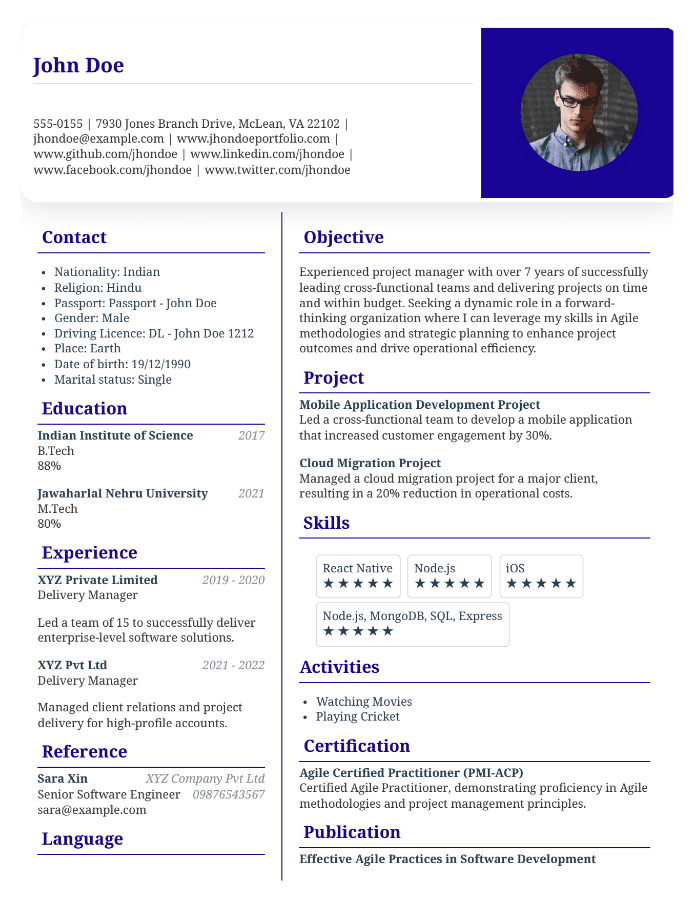 John Doe
555-0155 | 7930 Jones Branch Drive, McLean, VA 22102 |
jhondoe@example.com | www.jhondoeportfolio.com |
www.github.com/jhondoe | www.linkedin.com/jhondoe |
www.facebook.com/jhondoe | www.twitter.com/jhondoe
Contact
• Nationality: Indian
• Religion: Hindu
• Passport: Passport - John Doe
• Gender: Male
• Driving Licence: DL - John Doe 1212
• Place: Earth
• Date of birth: 19/12/1990
• Marital status: Single
Education
Indian Institute of Science 2017
B.Tech
88%
Jawaharlal Nehru University 2021
M.Tech
80%
Experience
XYZ Private Limited 2019 - 2020
Delivery Manager
Led a team of 15 to successfully deliver
enterprise-level software solutions.
XYZ Pvt Ltd 2021 - 2022
Delivery Manager
Managed client relations and project
delivery for high-profile accounts.
Reference
Sara Xin XYZ Company Pvt Ltd
Senior Software Engineer 09876543567
sara@example.com
Language
Objective
Experienced project manager with over 7 years of successfully
leading cross-functional teams and delivering projects on time
and within budget. Seeking a dynamic role in a forward-
thinking organization where I can leverage my skills in Agile
methodologies and strategic planning to enhance project
outcomes and drive operational efficiency.
Project
Mobile Application Development Project
Led a cross-functional team to develop a mobile application
that increased customer engagement by 30%.
Cloud Migration Project
Managed a cloud migration project for a major client,
resulting in a 20% reduction in operational costs.
Skills
React Native Node.js iOS
★ ★ ★ ★ ★ ★ ★ ★ ★ ★ ★ ★ ★ ★ ★
Node.js, MongoDB, SQL, Express
★ ★ ★ ★ ★
Activities
• Watching Movies
• Playing Cricket
Certification
Agile Certified Practitioner (PMI-ACP)
Certified Agile Practitioner, demonstrating proficiency in Agile
methodologies and project management principles.
Publication
Effective Agile Practices in Software Development